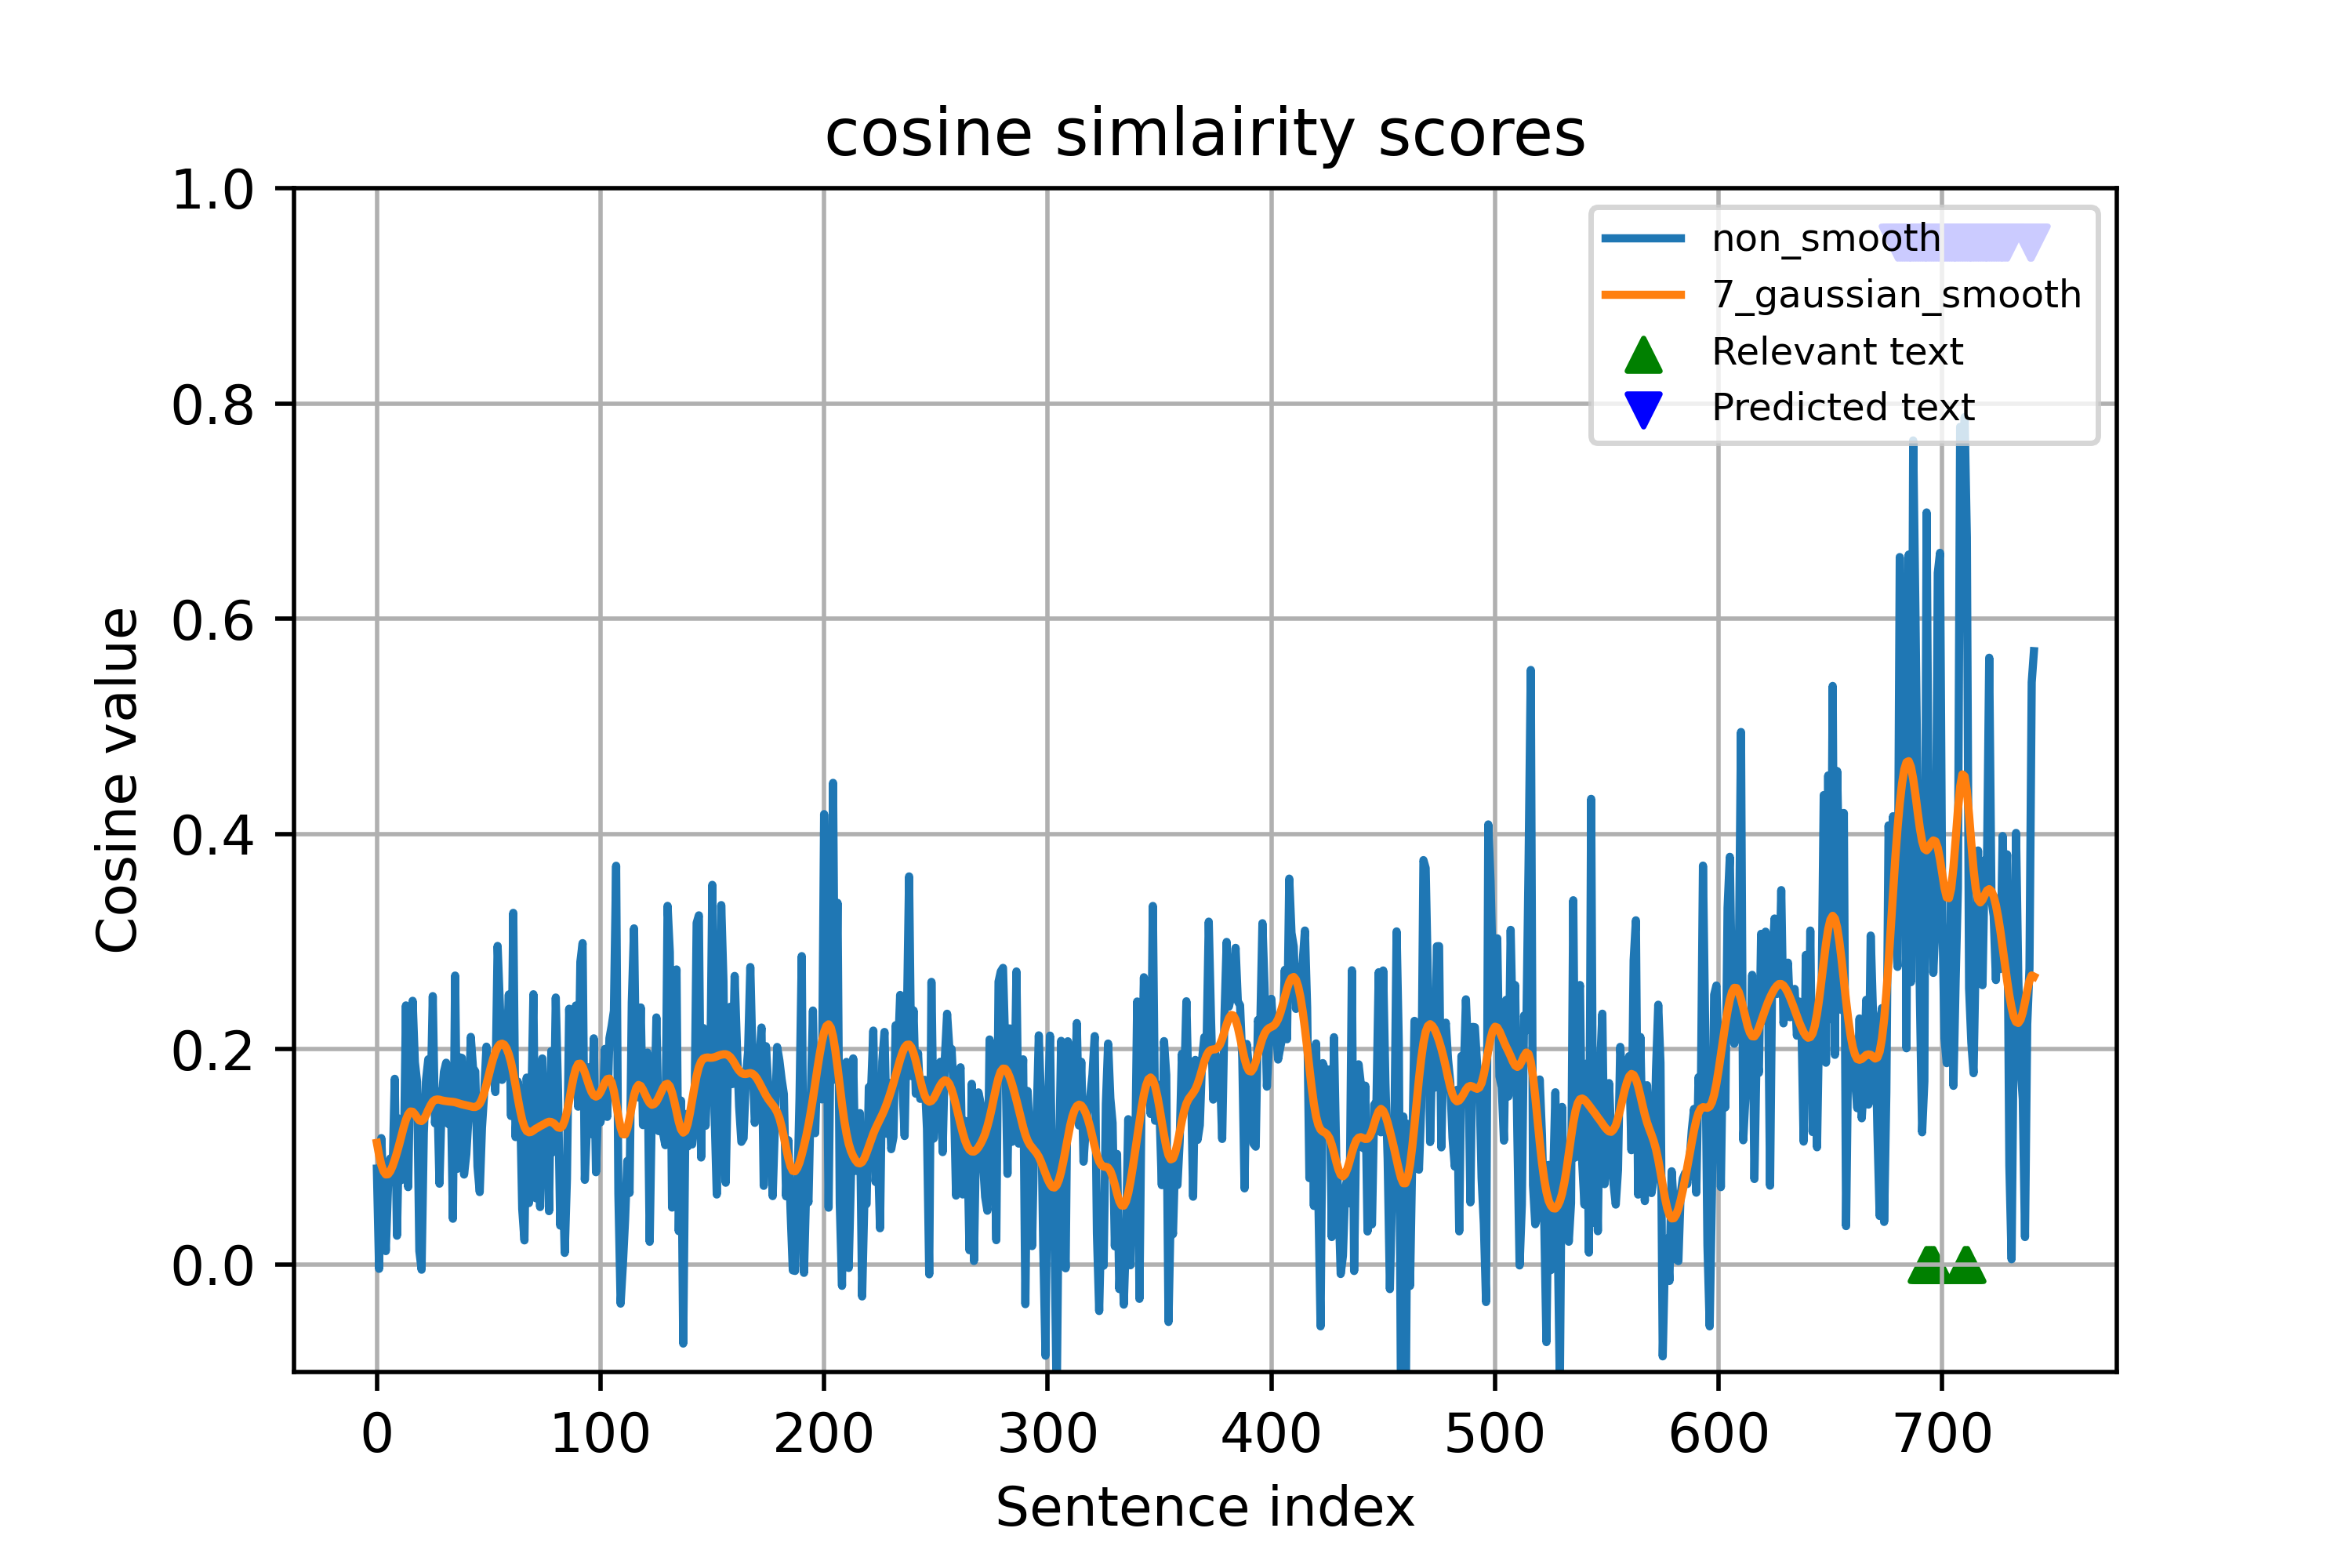 cosine simlairity scores
1.0
0.8
0.6
0.4
0.2
0.0
Cosine value
non_smooth
7_gaussian_smooth
Relevant text
Predicted text
0 100 200 300 400 500 600 700
Sentence index